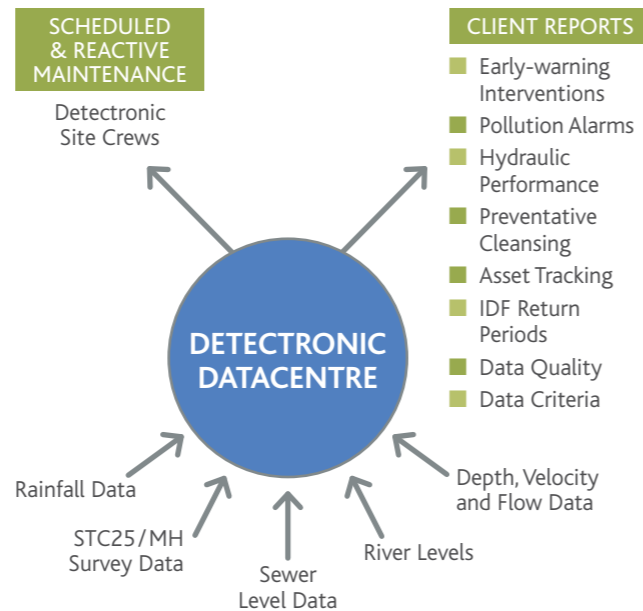 SCHEDULED
& REACTIVE
MAINTENANCE
Detectronic
Site Crews
CLIENT REPORTS
Early-warning
Interventions
Pollution Alarms
Hydraulic
Performance
Preventative
Cleansing
Asset Tracking
IDF Return
Periods
Data Quality
Data Criteria
DETECTRONIC
DATACENTRE
Rainfall Data
STC25/MH
Survey Data
Sewer
Level Data
River Levels
Depth, Velocity
and Flow Data